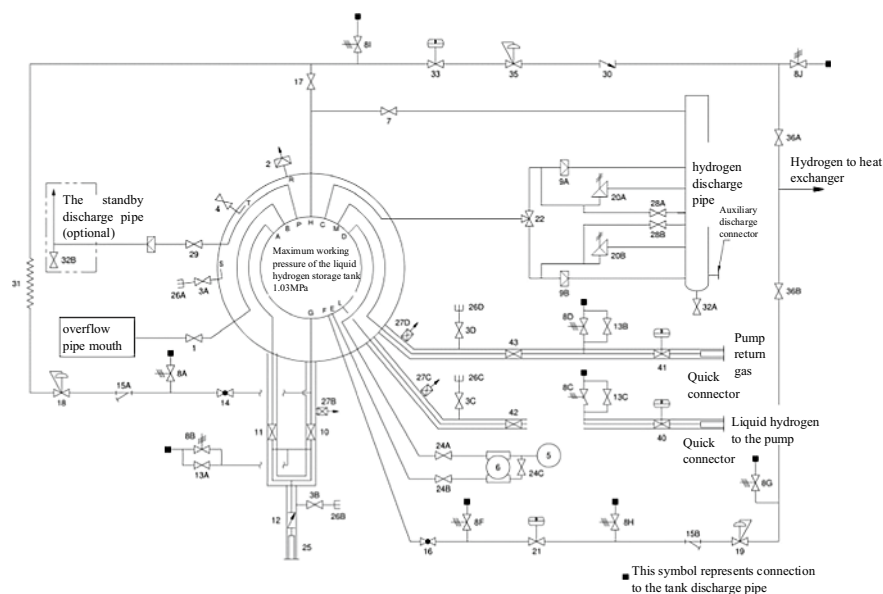 8I
33
35
30
8J
17
7
36A
2
R
9A
hydrogen
discharge
pipe
Hydrogen to heat
exchanger
The standby
discharge pipe
(optional)
4
T
20A
28A
28B
22
Auxiliary
discharge
connector
A B P H C M D
29
32B
20B
S
Maximum working
pressure of the liquid
hydrogen storage tank
1.03MPa
31
26A
3A
9B
32A
36B
G F E L
overflow
pipe mouth
1
26D
27D
3D
8D
13B
43
41
Pump
return
gas
Quick
connector
8A
15A
18
14
27C
26C
3C
8C
13C
27B
42
40
Liquid hydrogen
to the pump
Quick
connector
8B
13A
11
10
24A
24B
6
5
24C
8G
3B
26B
12
25
8F
8H
16
21
15B
19
This symbol represents connection
to the tank discharge pipe